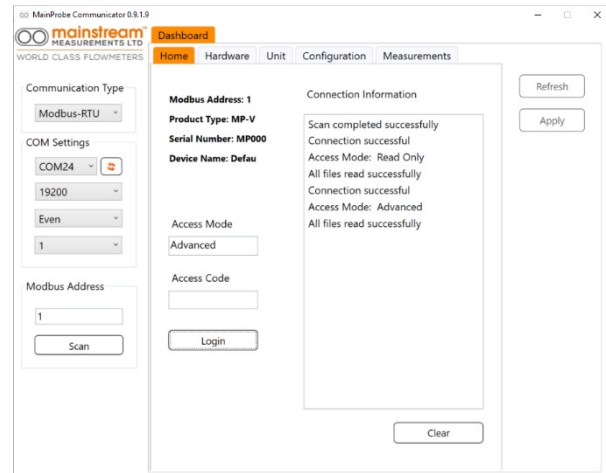 MainProbe Communicator 0.9.1.9
mainstream
MEASUREMENTS LTD
WORLD CLASS FLOWMETERS
Dashboard
Home Hardware Unit Configuration Measurements
Communication Type
Modbus-RTU
COM Settings
COM24
19200
Even
1
Modbus Address
1
Scan
Modbus Address: 1
Product Type: MP-V
Serial Number: MP000
Device Name: Defau
Access Mode
Advanced
Access Code
Login
Connection Information
Scan completed successfully
Connection successful
Access Mode: Read Only
All files read successfully
Connection successful
Access Mode: Advanced
All files read successfully
Clear
Refresh
Apply